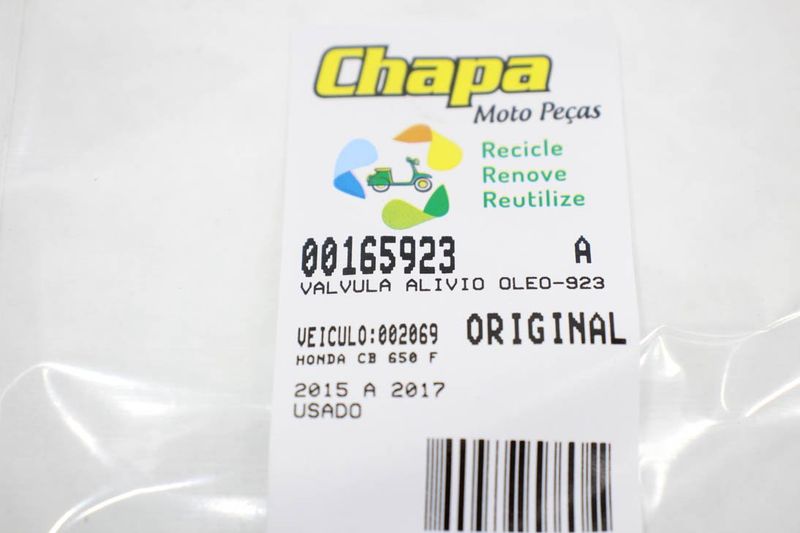 Chapa
Moto Peças
Recicle
Renove
Reutilize
00165923 A
VALVULA ALIVIO OLEO-923
VEICULO:002069 ORIGINAL
HONDA CB 650 F
2015 A 2017
USADO